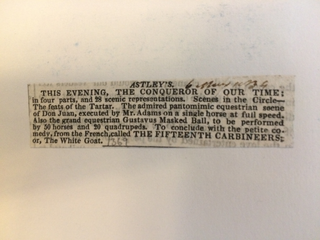 ASTLEY'S.
THIS EVENING, THE CONQUEROR OF OUR TIME!
in four parts, and 28 scenic representations. Scenes in the Circle—
The feats of the Tartar. The admired pantomimic equestrian scene
of Don Juan, executed by Mr. Adams on a single horse at full speed.
Also the grand equestrian Gustavus Masked Ball, to be performed
by 50 horses and 20 quadrupeds. To conclude with the petite co-
medy, from the French, called THE FIFTEENTH CARBINEERS;
or, The White Goat.